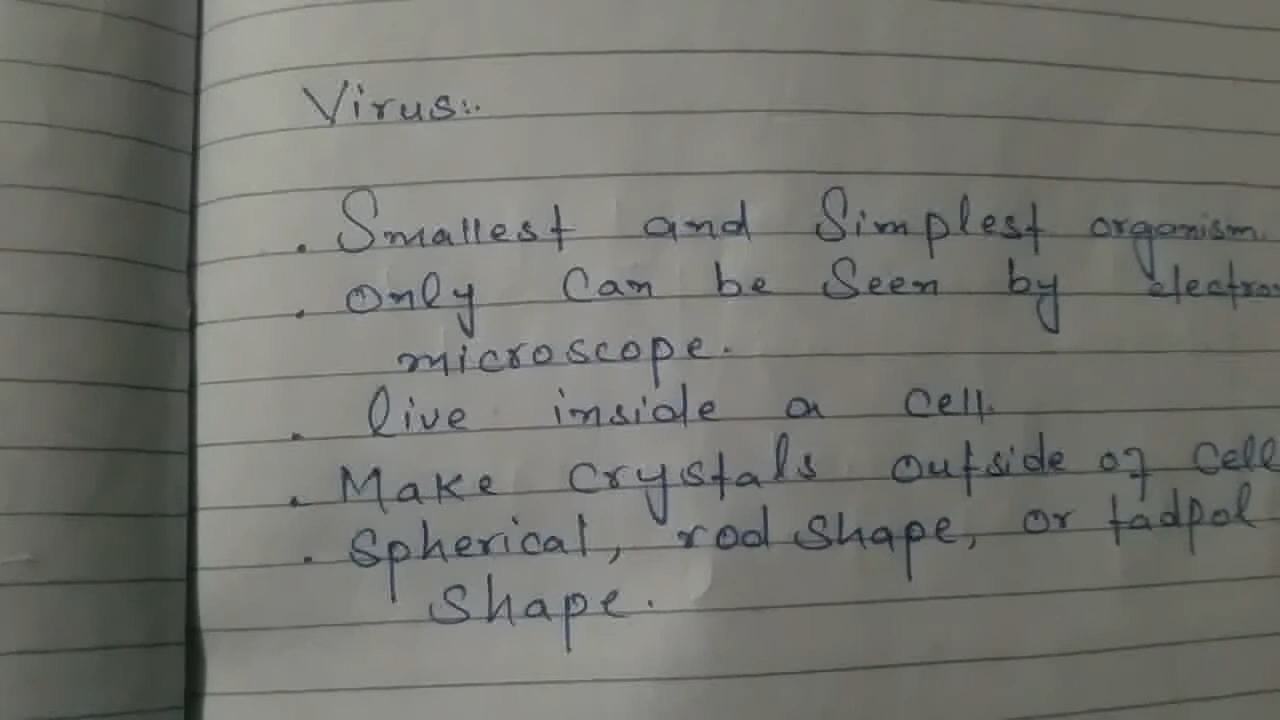 Virus:.
. Smallest and Simplest organism.
. Only Can be Seen by electron
microscope.
. live inside a cell.
. Make crystals outside of cell
. Spherical, rod shape, or tadpol
shape.